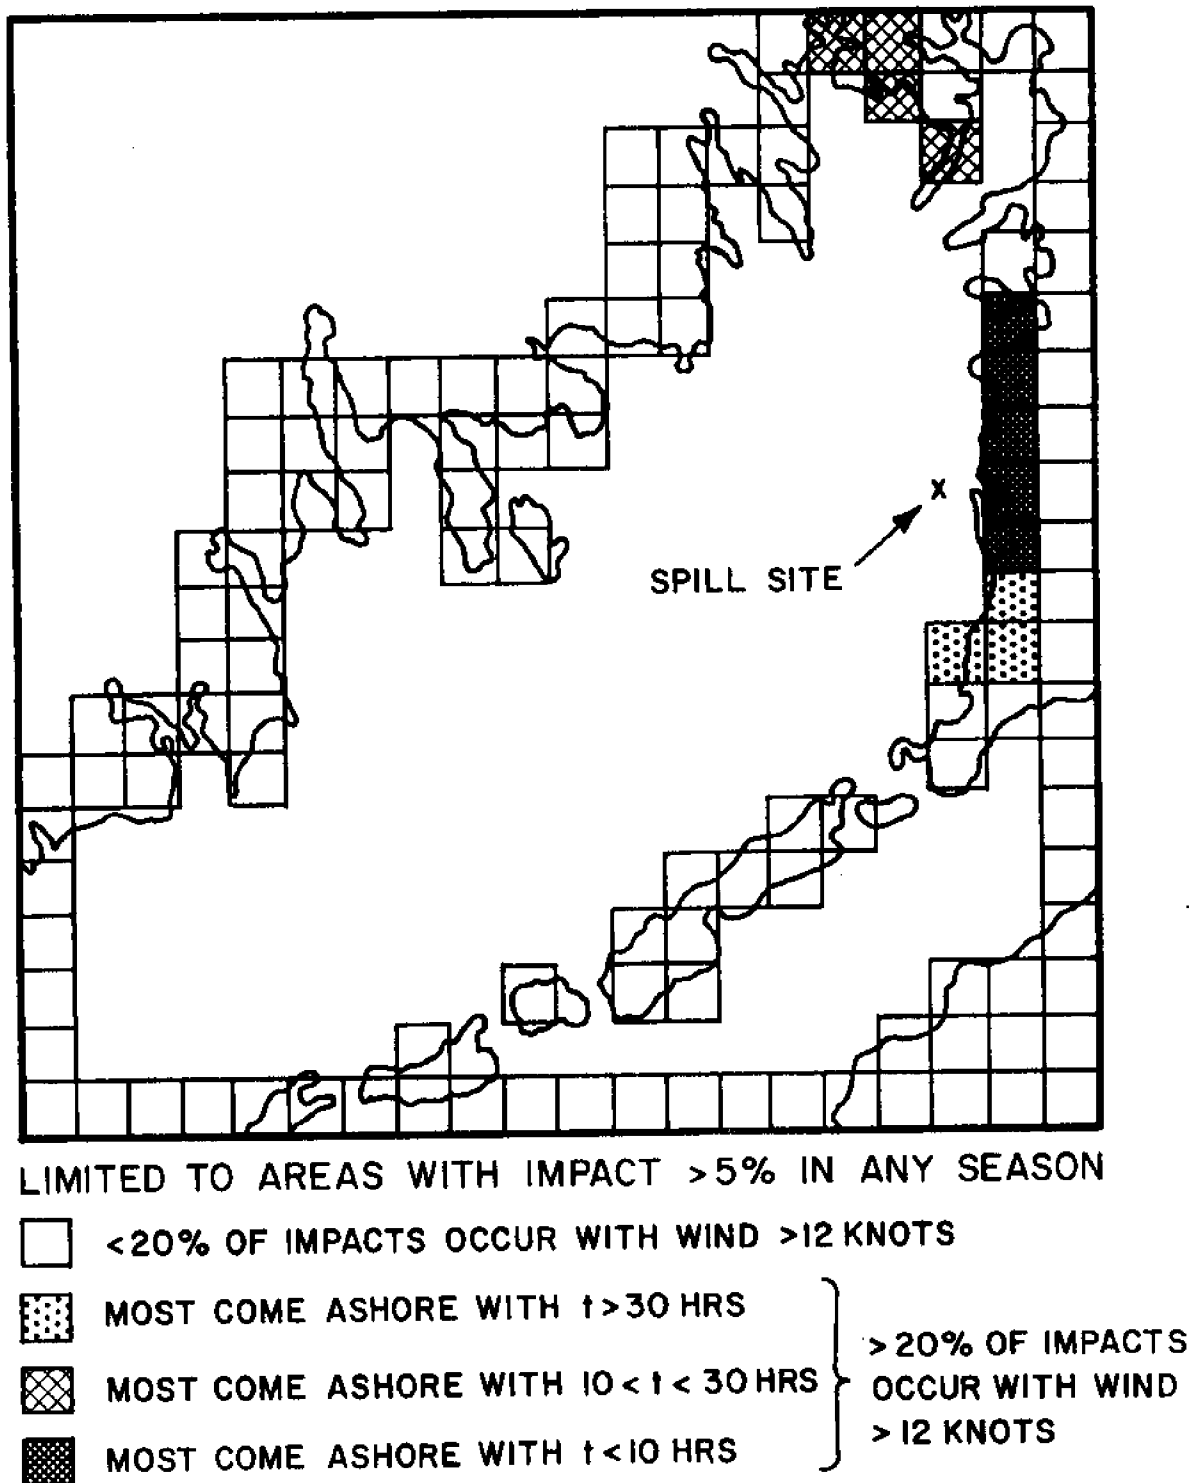 X
SPILL SITE
LIMITED TO AREAS WITH IMPACT >5% IN ANY SEASON
<20% OF IMPACTS OCCUR WITH WIND >12 KNOTS
MOST COME ASHORE WITH t>30 HRS
MOST COME ASHORE WITH 10<t<30 HRS
MOST COME ASHORE WITH t<10 HRS
>20% OF IMPACTS
OCCUR WITH WIND
>12 KNOTS